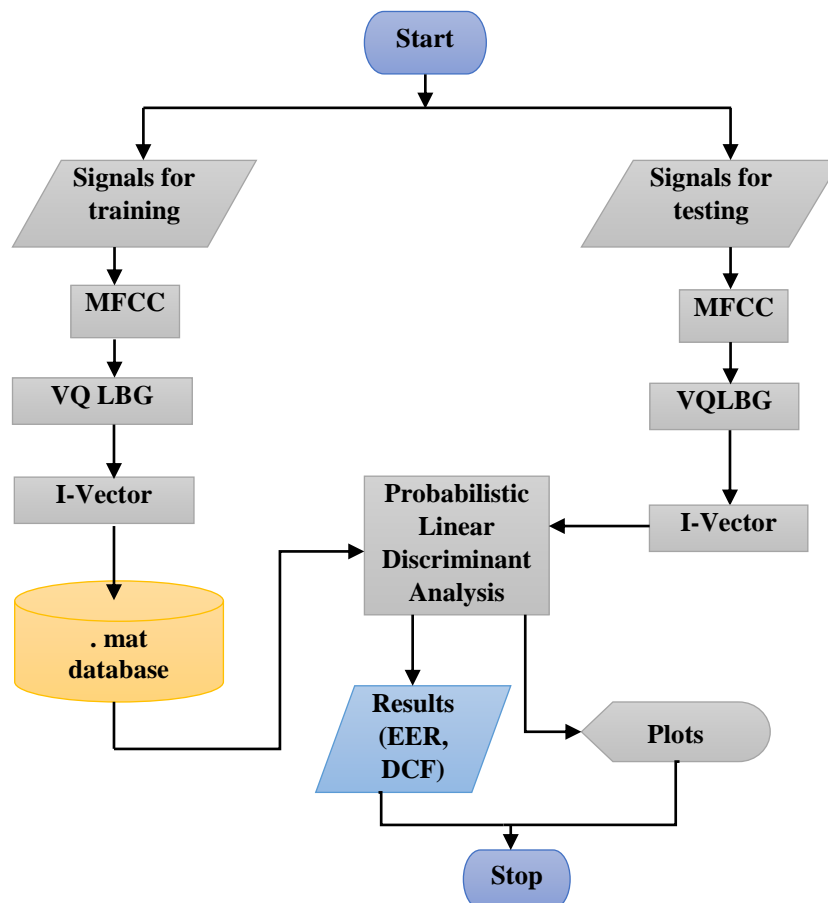 Start
Signals for
training
MFCC
VQ LBG
I-Vector
. mat
database
Signals for
testing
MFCC
VQLBG
I-Vector
Probabilistic
Linear
Discriminant
Analysis
Results
(EER,
DCF)
Plots
Stop